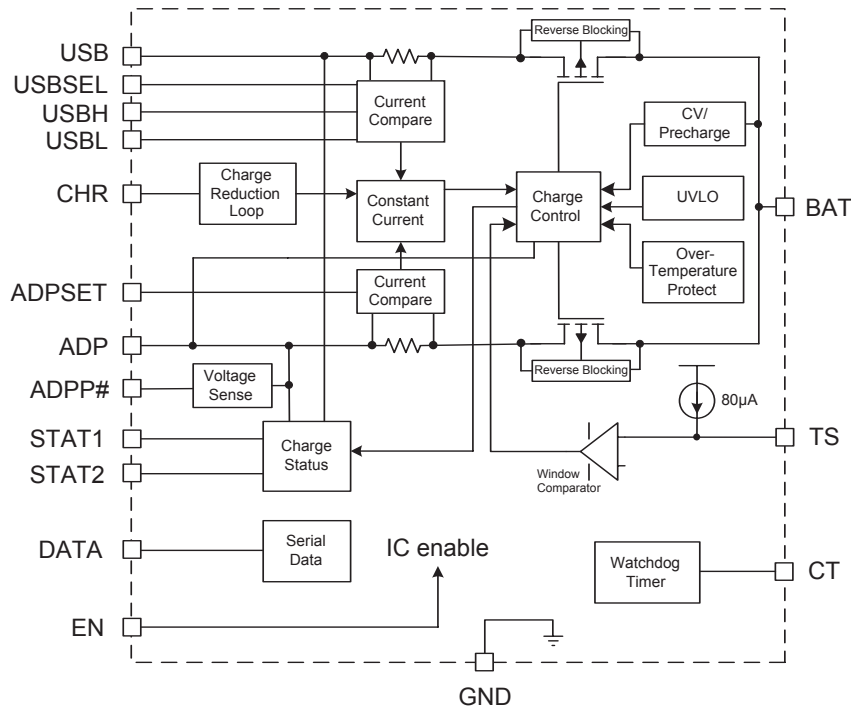 Reverse Blocking
USB
USBSEL
USBH
USBL
Current
Compare
CV/
Precharge
CHR
Charge
Reduction
Loop
Constant
Current
Charge
Control
UVLO
BAT
Over-
Temperature
Protect
ADPSET
Current
Compare
ADP
Reverse Blocking
ADPP#
Voltage
Sense
80µA
STAT1
STAT2
Charge
Status
Window
Comparator
TS
DATA
Serial
Data
IC enable
Watchdog
Timer
CT
EN
GND